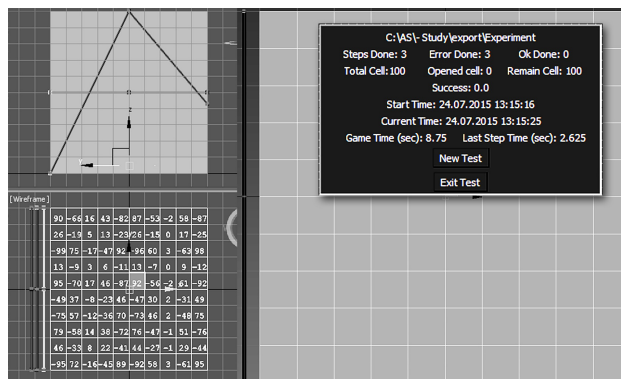 C:\AS\- Study\export\Experiment
Steps Done: 3 Error Done: 3 Ok Done: 0
Total Cell:100 Opened cell: 0 Remain Cell: 100
Success: 0.0
Start Time: 24.07.2015 13:15:16
Current Time: 24.07.2015 13:15:25
Game Time (sec): 8.75 Last Step Time (sec): 2.625
New Test
Exit Test
z
[Wireframe]
90 -66 16 43 -82 87 -53 -2 58 -87
26 -19 5 13 -23 26 -15 0 17 -25
-99 75 -17 -47 92 -96 60 3 -63 98
13 -9 3 6 -11 13 -7 0 9 -12
95 -70 17 46 -87 92 -56 -2 61 -92
-49 37 -8 -23 46 -47 30 2 -31 49
-75 57 -12 -36 70 -73 46 2 -48 75
79 -58 14 38 -72 76 -47 -1 51 -76
46 -33 8 22 -41 44 -27 -1 29 -44
-95 72 -16 -45 89 -92 58 3 -61 95